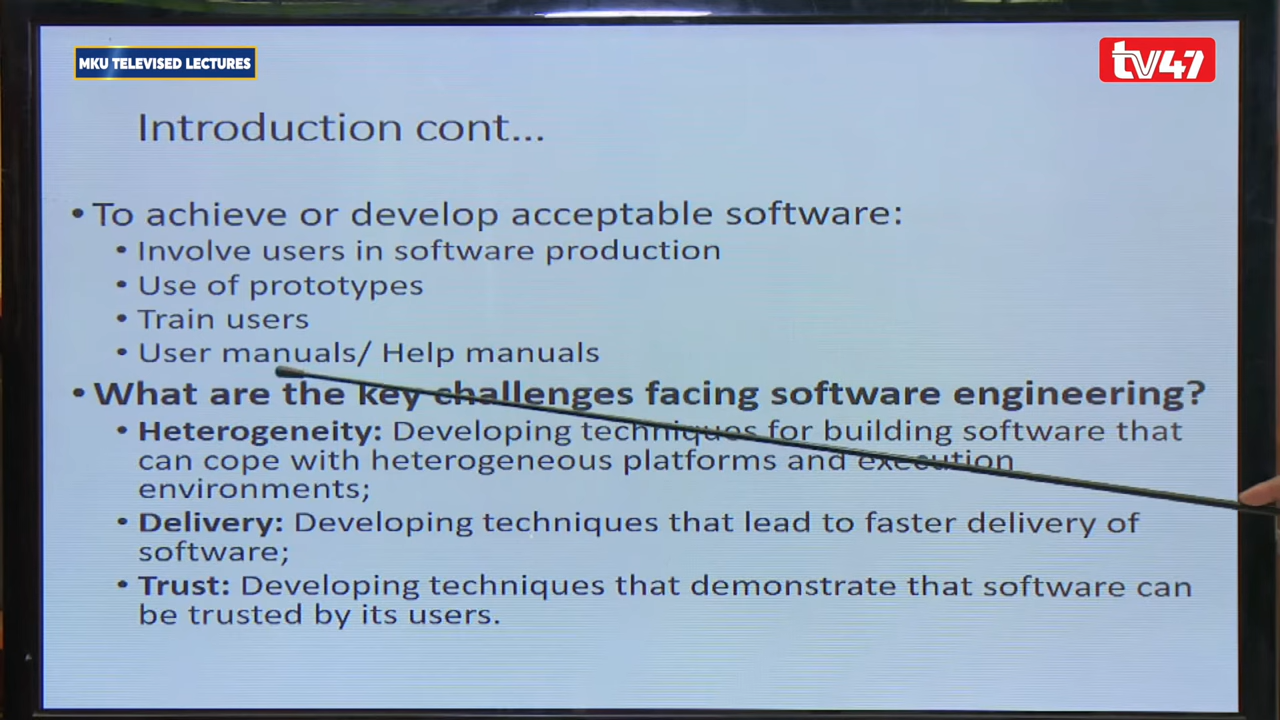 MKU TELEVISED LECTURES
tv47
Introduction cont...
• To achieve or develop acceptable software:
• Involve users in software production
• Use of prototypes
• Train users
• User manuals/ Help manuals
• What are the key challenges facing software engineering?
• Heterogeneity: Developing techniques for building software that
can cope with heterogeneous platforms and execution
environments;
• Delivery: Developing techniques that lead to faster delivery of
software;
• Trust: Developing techniques that demonstrate that software can
be trusted by its users.